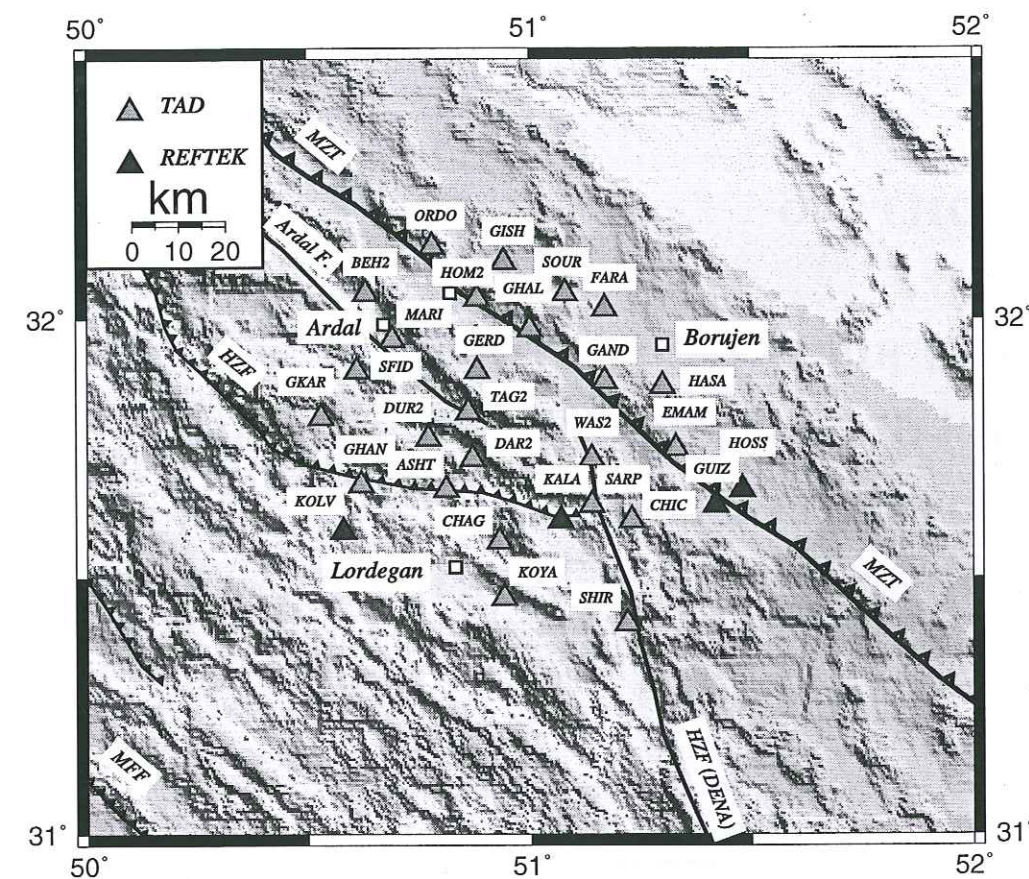 50° 51° 52°
TAD
REFTEK
km
0 10 20
MZT
Ardal F.
ORDO
GISH
BEH2
HOM2
SOUR
GHAL
FARA
32° 32°
Ardal
MARI
Borujen
GERD
GAND
HZF
SFID
HASA
GKAR
TAG2
EMAM
DUR2
WAS2
DAR2
HOSS
GHAN
ASHT
GUIZ
KALA
SARP
KOLV
CHIC
CHAG
Lordegan
KOYA
MZT
SHIR
MFF
HZF (DENA)
31° 31°
50° 51° 52°